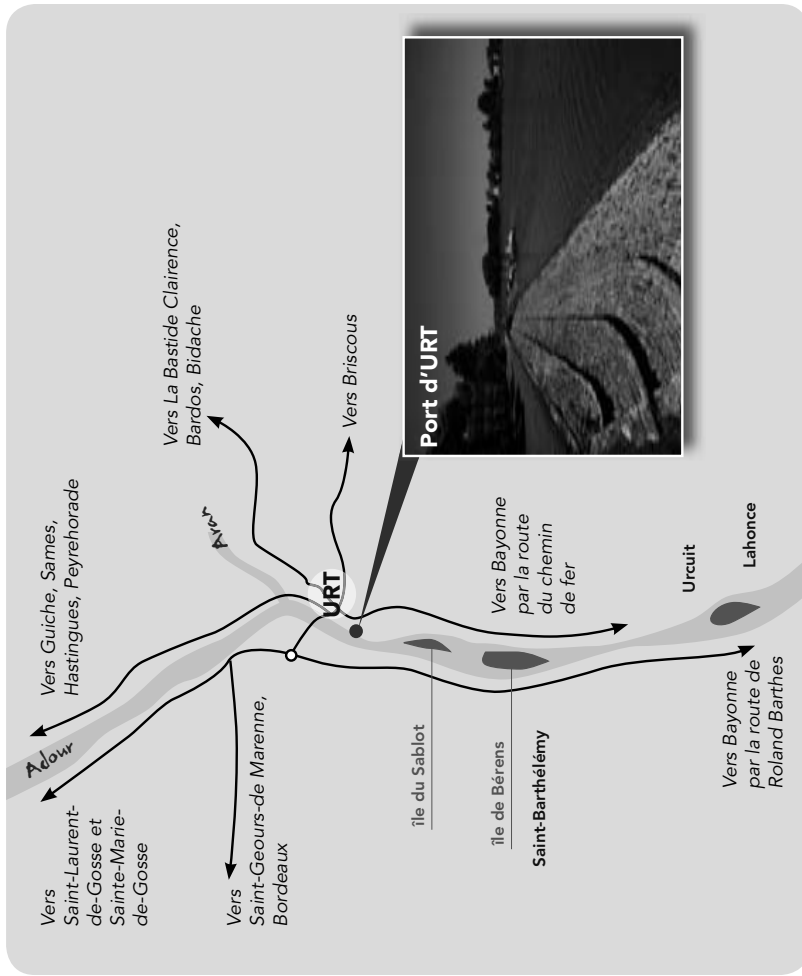 Vers
Saint-Laurent-
de-Gosse et
Sainte-Marie-
de-Gosse
Adour
Vers Guiche, Sames,
Hastingues, Peyrehorade
Vers La Bastide Clairence,
Bardos, Bidache
Aran
Vers
Saint-Geours-de Marenne,
Bordeaux
URT
Vers Briscous
île du Sablot
Port d'URT
île de Bérens
Saint-Barthélémy
Vers Bayonne
par la route
du chemin
de fer
Urcuit
Lahonce
Vers Bayonne
par la route de
Roland Barthes